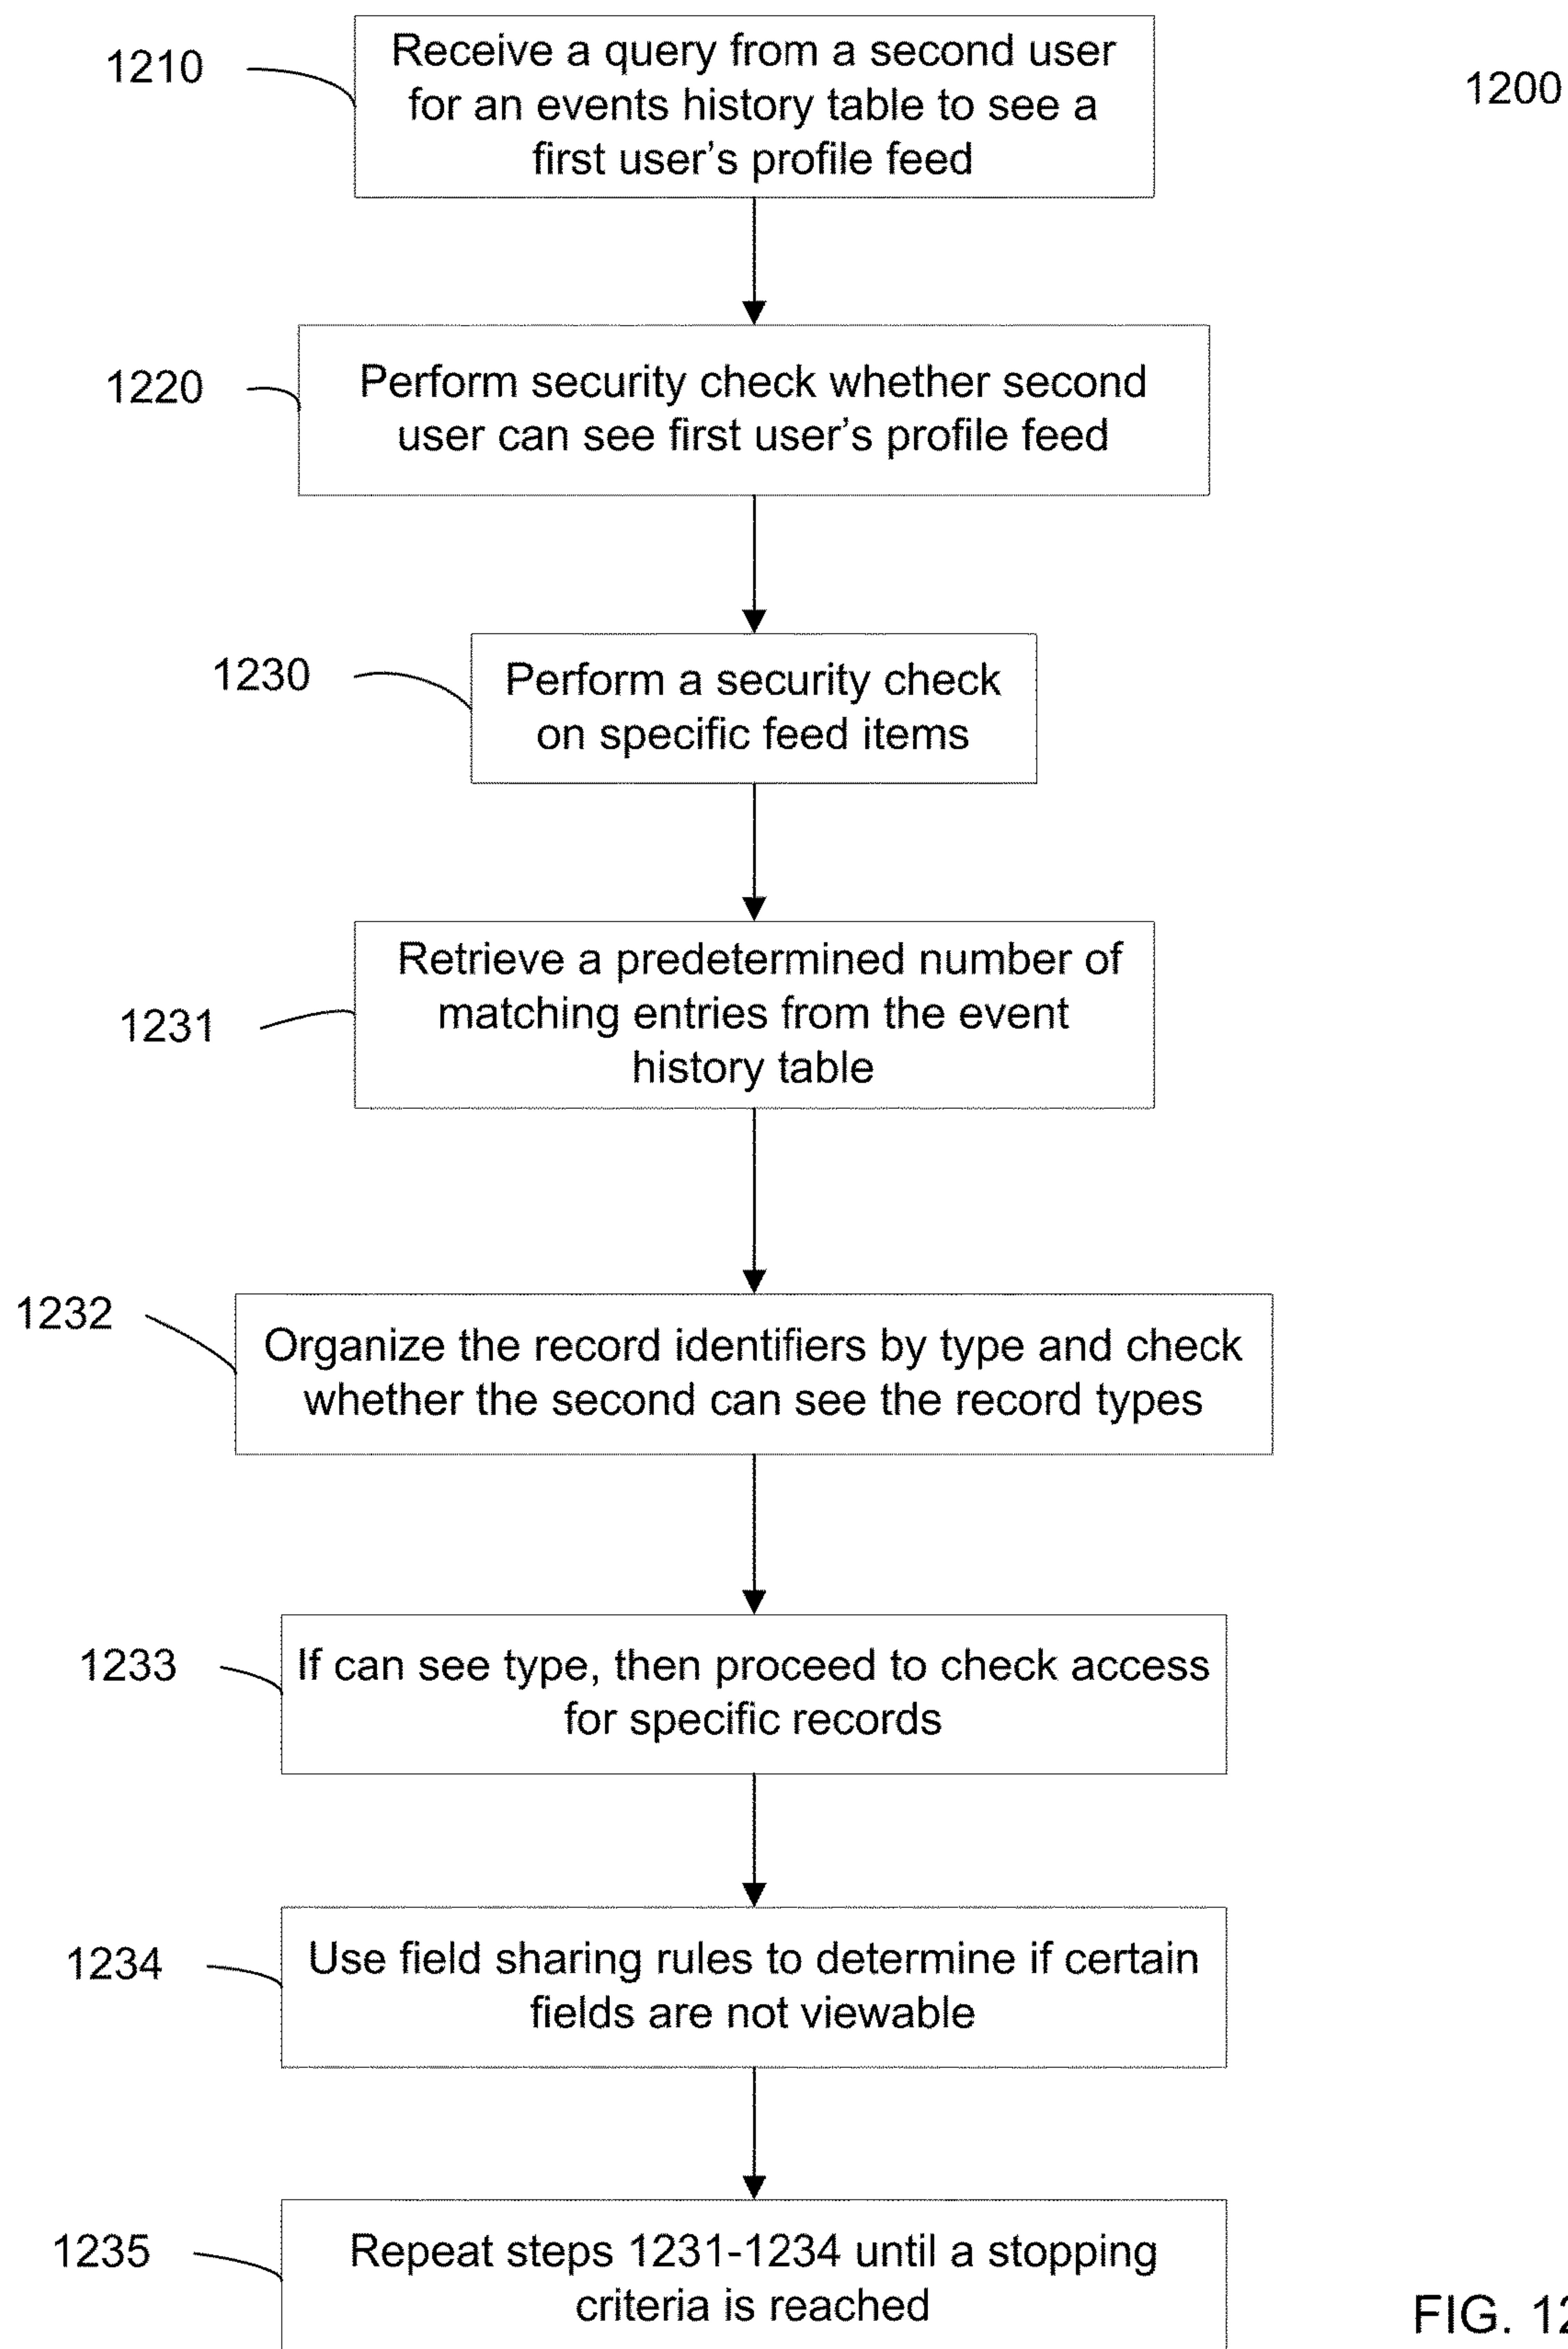 1200
1210
Receive a query from a second user
for an events history table to see a
first user’s profile feed
1220
Perform security check whether second
user can see first user’s profile feed
1230
Perform a security check
on specific feed items
1231
Retrieve a predetermined number of
matching entries from the event
history table
1232
Organize the record identifiers by type and check
whether the second can see the record types
1233
If can see type, then proceed to check access
for specific records
1234
Use field sharing rules to determine if certain
fields are not viewable
1235
Repeat steps 1231-1234 until a stopping
criteria is reached
FIG. 12